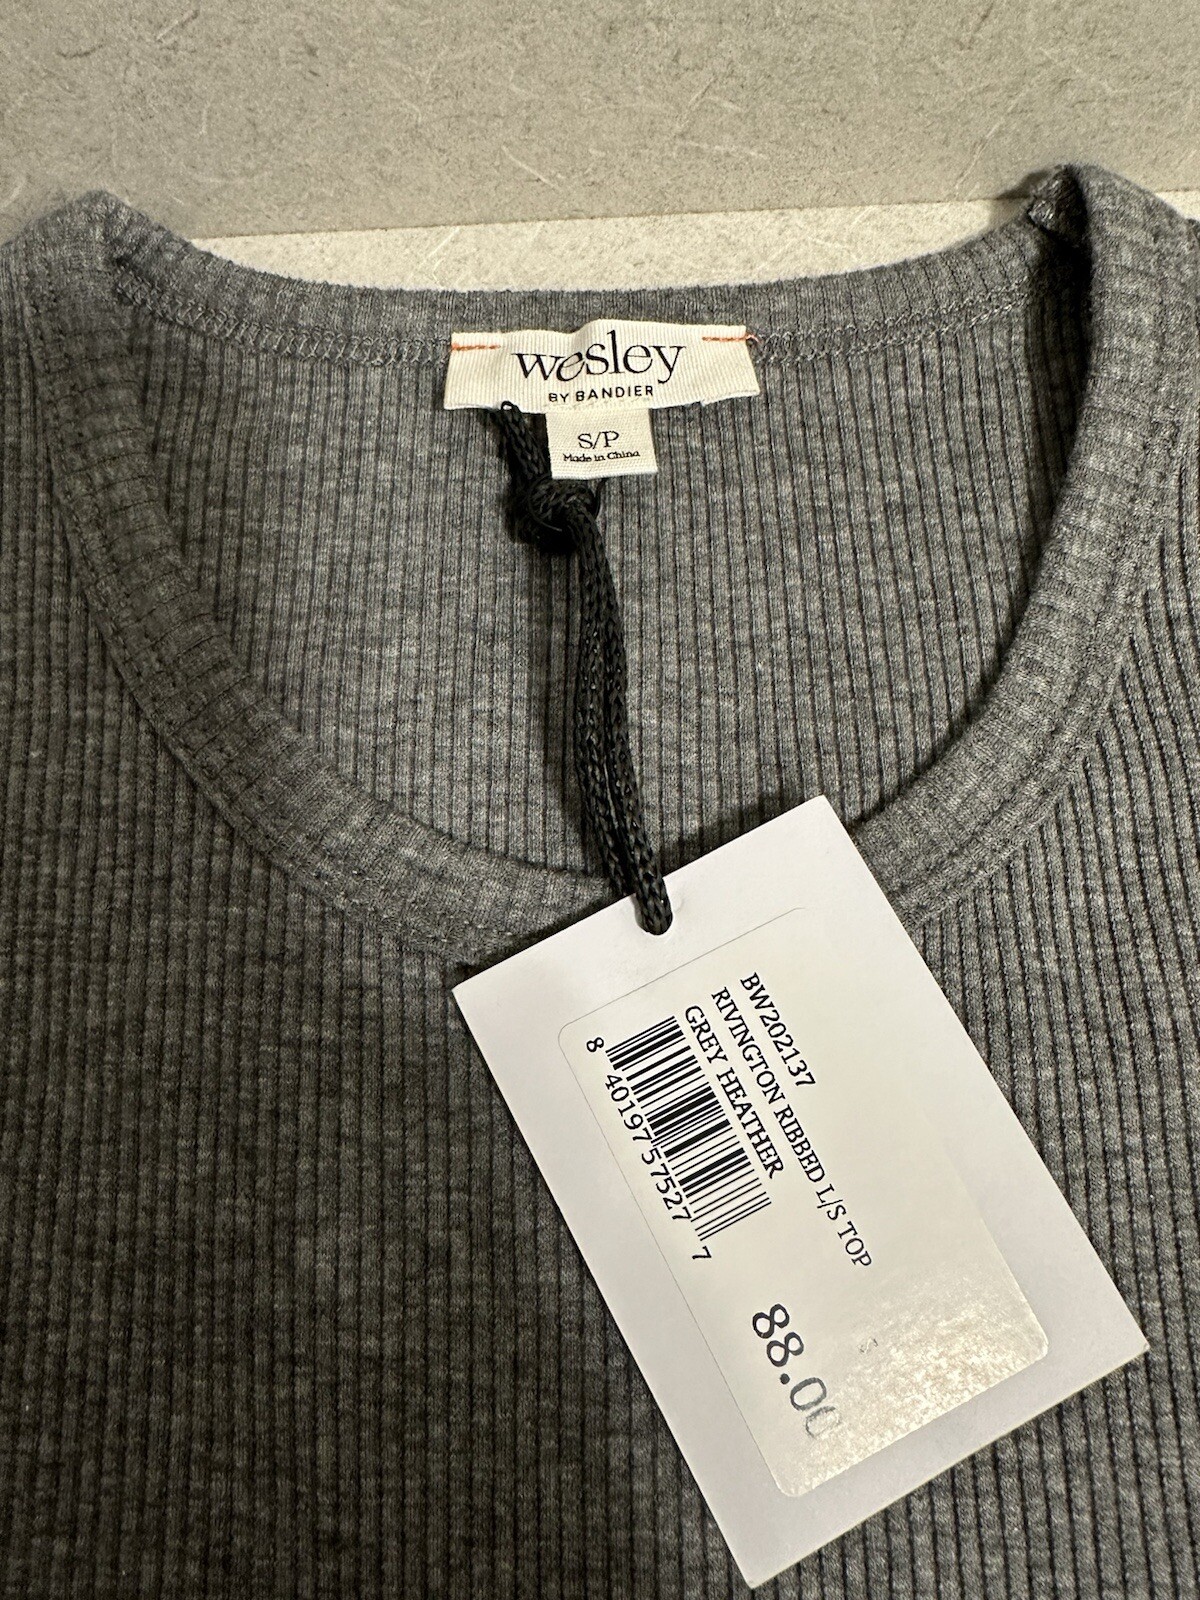 wesley
BY BANDIER
S/P
Made in China
BW202137
RIVINGTON RIBBED L/S TOP
GREY HEATHER
8 40197 57527 7
S
88.00